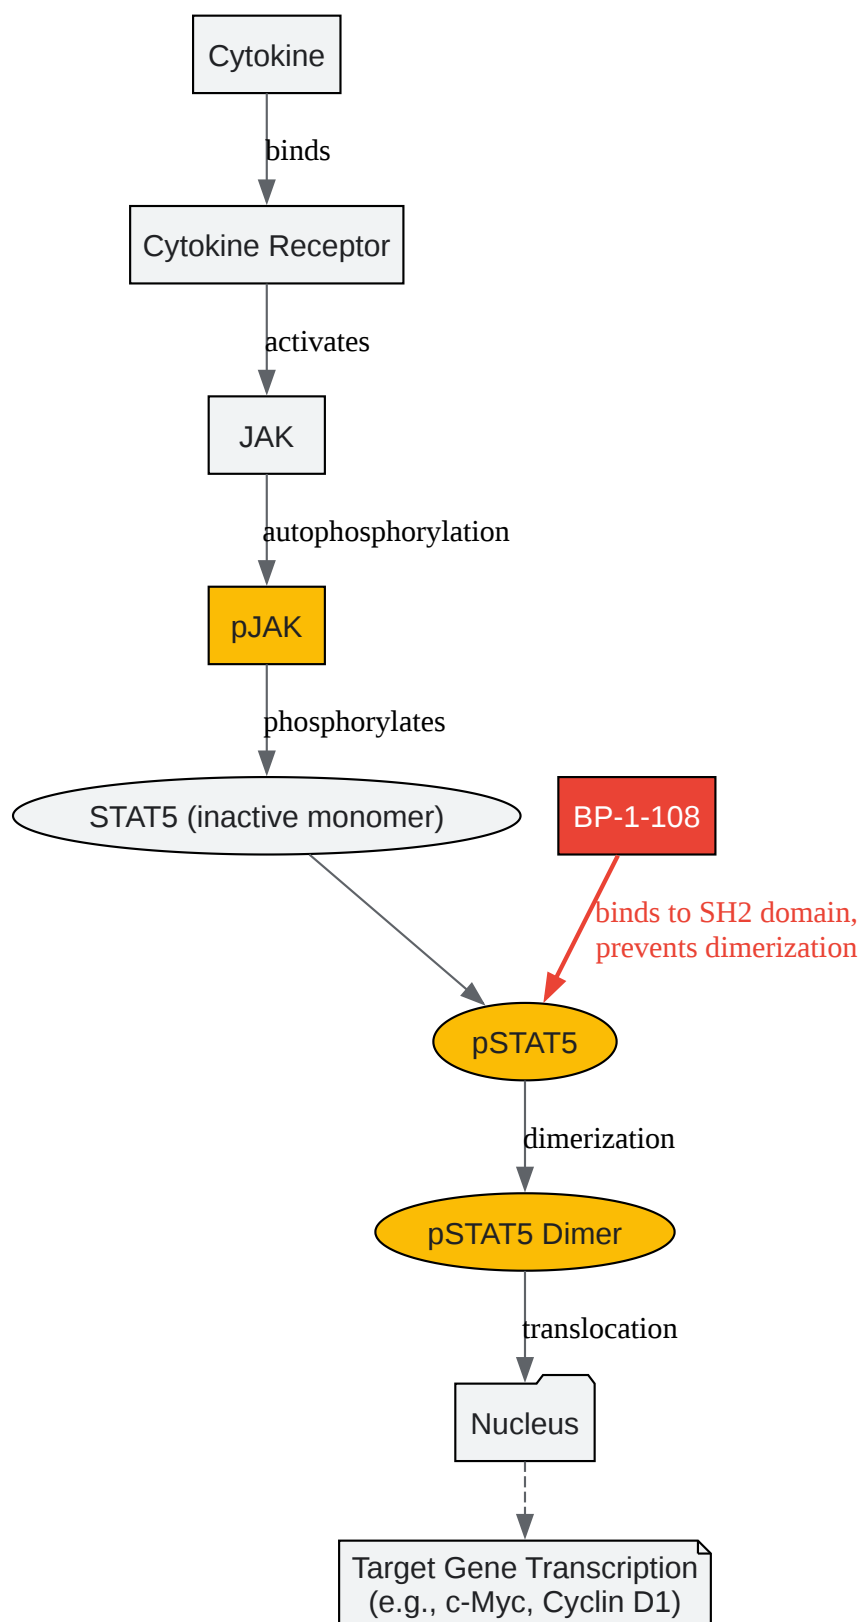 Cytokine
binds
Cytokine Receptor
activates
JAK
autophosphorylation
pJAK
phosphorylates
STAT5 (inactive monomer)
BP-1-108
binds to SH2 domain,
prevents dimerization
pSTAT5
dimerization
pSTAT5 Dimer
translocation
Nucleus
Target Gene Transcription
(e.g., c-Myc, Cyclin D1)